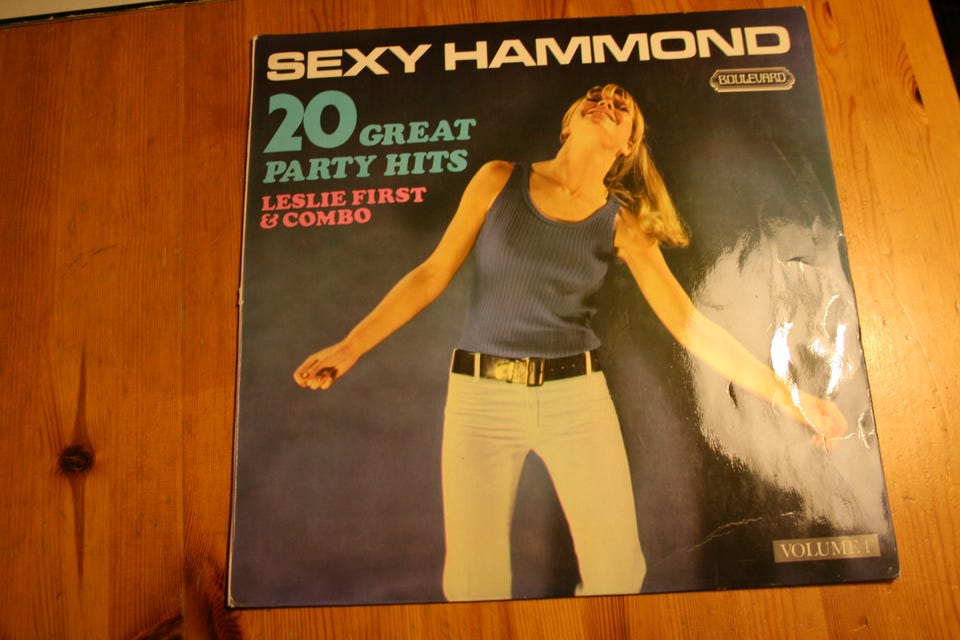 SEXY HAMMOND
BOULEVARD
20 GREAT
PARTY HITS
LESLIE FIRST
& COMBO
VOLUME 1